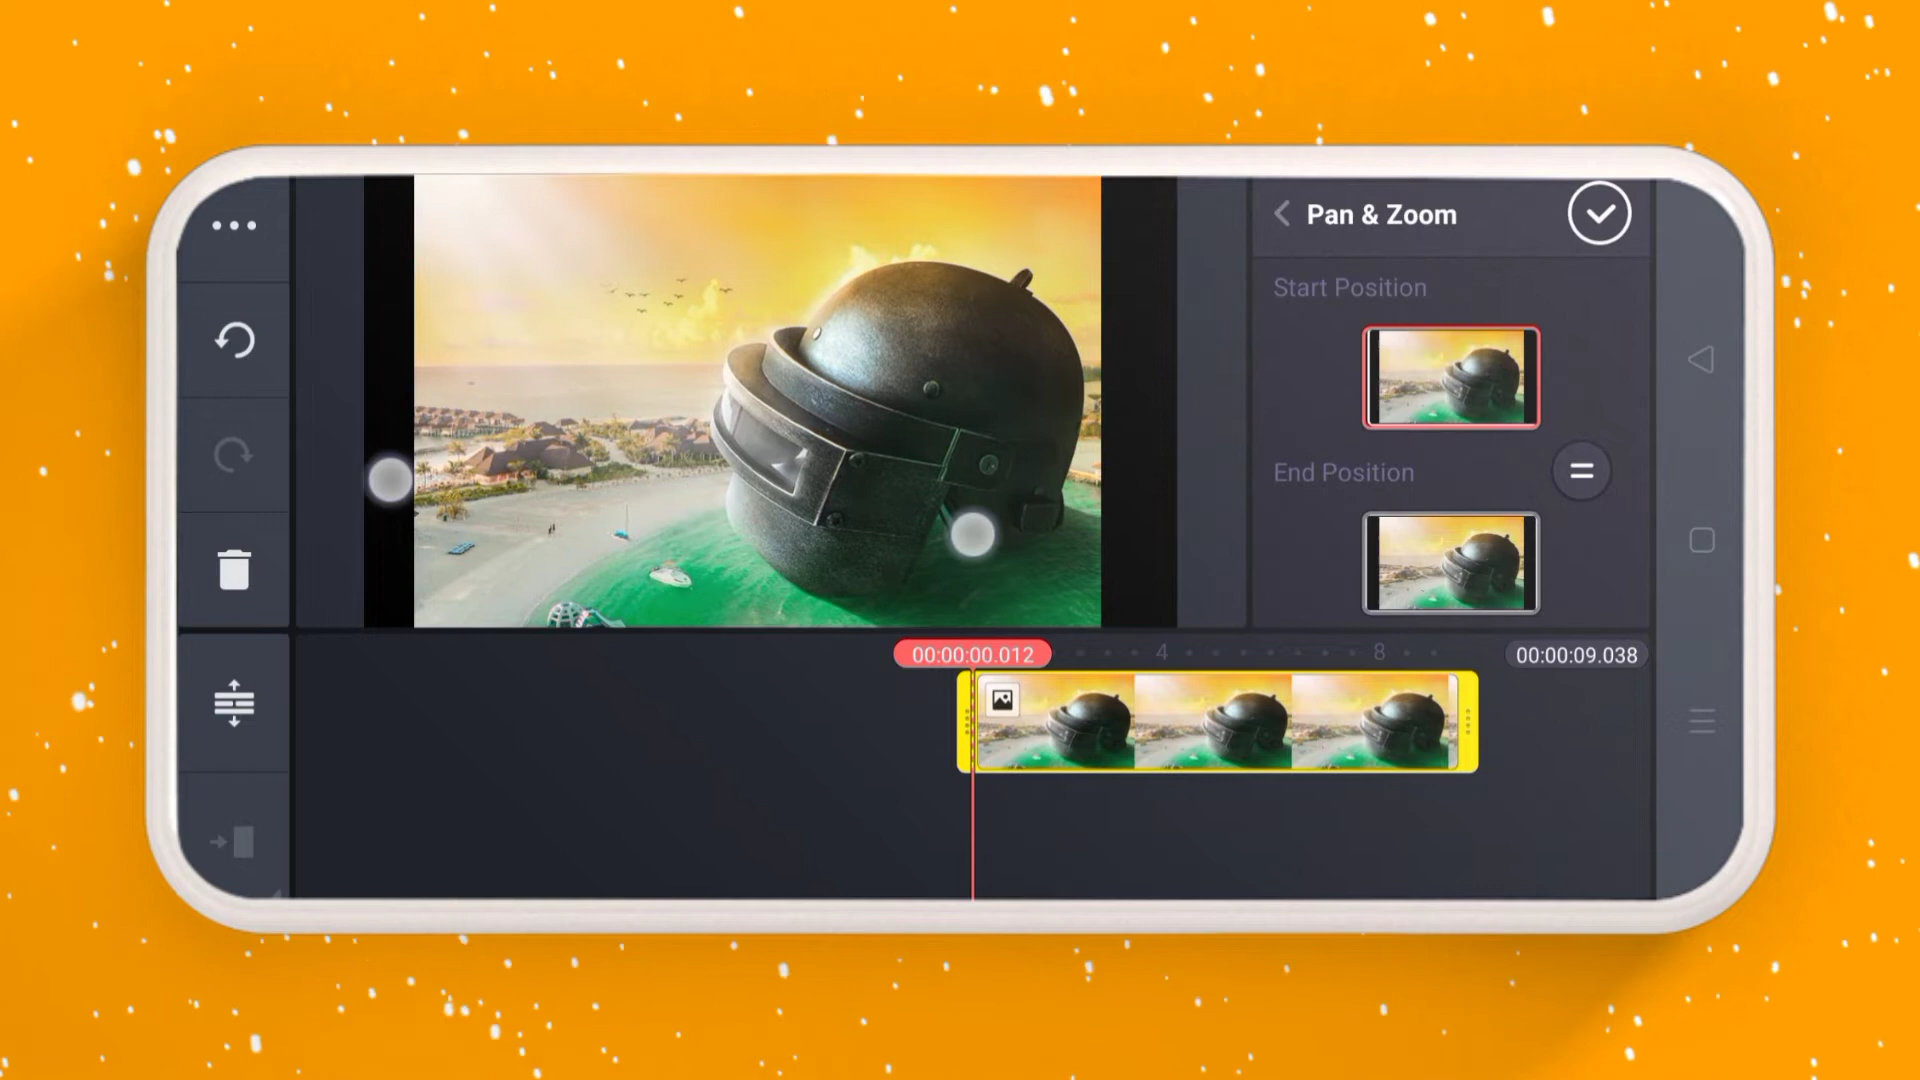 Pan & Zoom
Start Position
End Position
00:00:00.012
4
8
00:00:09.038